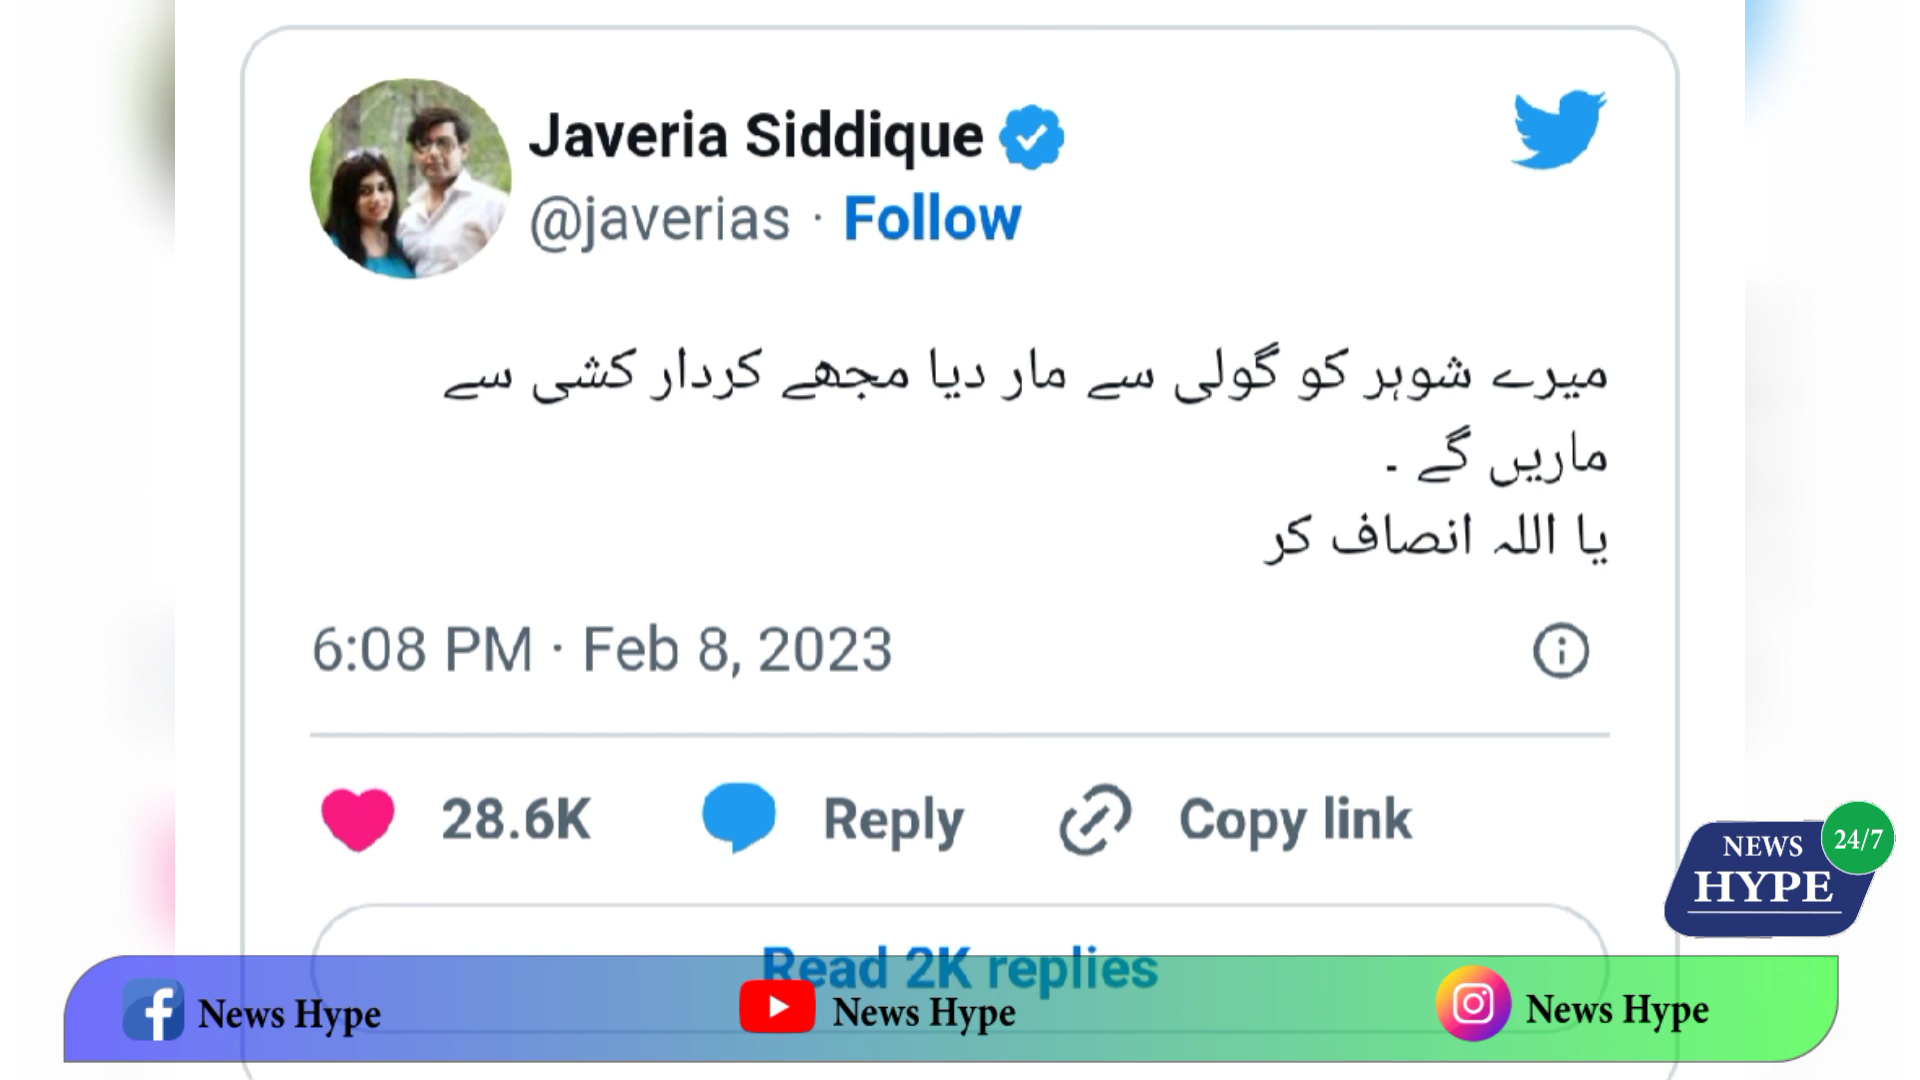 Javeria Siddique
@javerias · Follow
میرے شوہر کو گولی سے مار دیا مجھے کردار کشی سے
ماریں گے ۔
یا اللہ انصاف کر
6:08 PM · Feb 8, 2023
28.6K Reply Copy link
NEWS 24/7
HYPE
Read 2K replies
News Hype News Hype News Hype